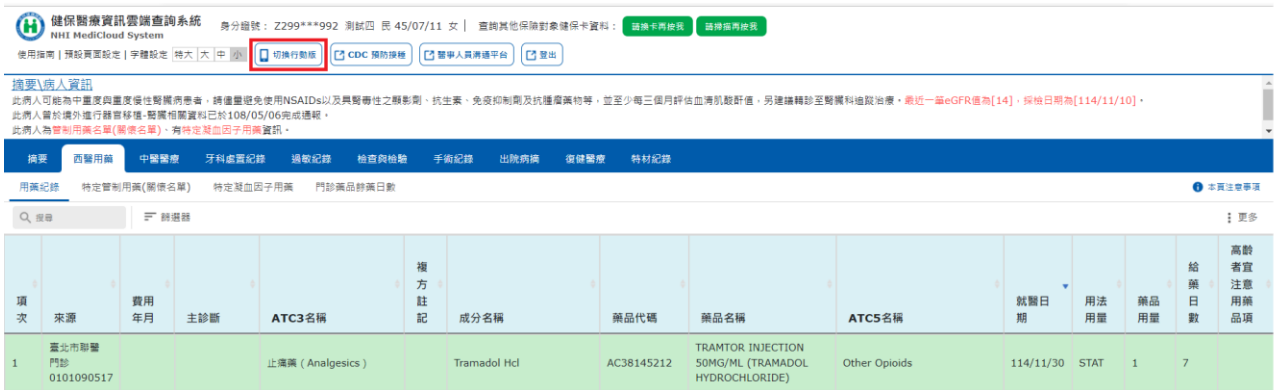 健保醫療資訊雲端查詢系統
NHI MediCloud System
身分證號： Z299***992 測試四 民 45/07/11 女 │ 查詢其他保險對象健保卡資料： 請換卡再按我 請掃描再按我
使用指南 | 預設頁面設定 | 字體設定 特大 大 中 小 切換行動版 CDC 預防接種 醫事人員溝通平台 登出
摘要\病人資訊
此病人可能為中重度與重度慢性腎臟病患者，請儘量避免使用NSAIDs以及具腎毒性之顯影劑、抗生素、免疫抑制劑及抗腫瘤藥物等，並至少每三個月評估血清肌酸酐值，另建議轉診至腎臟科追蹤治療。最近一筆eGFR值為[14]，採檢日期為[114/11/10]。
此病人曾於境外進行器官移植-腎臟相關資料已於108/05/06完成通報。
此病人為管制用藥名單(關懷名單)、有特定凝血因子用藥資訊。
摘要 西醫用藥 中醫醫療 牙科處置紀錄 過敏紀錄 檢查與檢驗 手術紀錄 出院病摘 復健醫療 特材紀錄
用藥紀錄 特定管制用藥(關懷名單) 特定凝血因子用藥 門診藥品餘藥日數 本頁注意事項
搜尋 篩選器 更多
項次 來源 費用年月 主診斷 ATC3名稱 複方註記 成分名稱 藥品代碼 藥品名稱 ATC5名稱 就醫日期 用法用量 藥品用量 給藥日數 高齡者宜注意用藥品項
1 臺北市聯醫門診 0101090517 止痛藥（Analgesics） Tramadol Hcl AC38145212 TRAMTOR INJECTION 50MG/ML (TRAMADOL HYDROCHLORIDE) Other Opioids 114/11/30 STAT 1 7